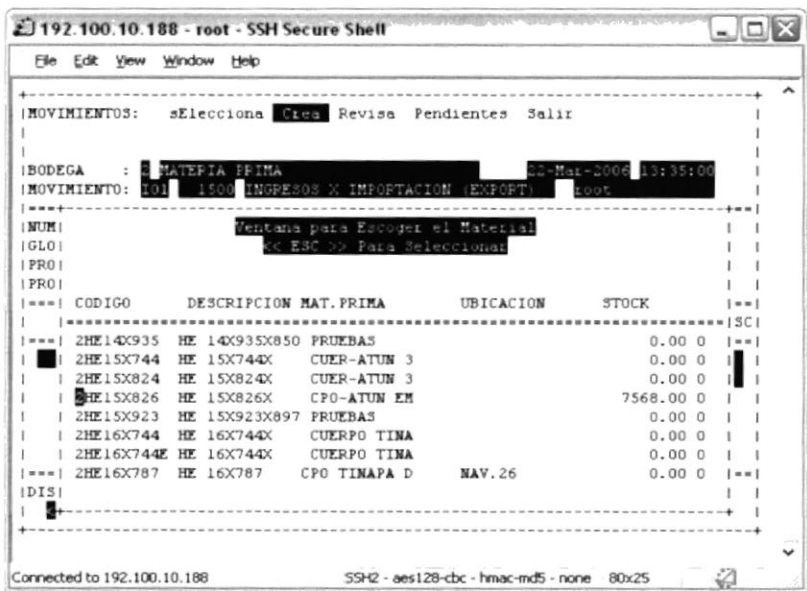 192.100.10.188 - root - SSH Secure Shell
File Edit View Window Help
MOVIMIENTOS: sElecciona Crea Revisa Pendientes Salir
BODEGA : 2 MATERIA PRIMA 22-Mar-2006 13:35:00
MOVIMIENTO: I01 1500 INGRESOS X IMPORTACION (EXPORT) root
NUM Ventana para Escoger el Material
GLO << ESC >> Para Seleccionar
PRO
PRO
CODIGO DESCRIPCION MAT.PRIMA UBICACION STOCK
SC
2HE14X935 HE 14X935X850 PRUEBAS 0.00 0
2HE15X744 HE 15X744X CUER-ATUN 3 0.00 0
2HE15X824 HE 15X824X CUER-ATUN 3 0.00 0
2HE15X826 HE 15X826X CPO-ATUN EM 7568.00 0
2HE15X923 HE 15X923X897 PRUEBAS 0.00 0
2HE16X744 HE 16X744X CUERPO TINA 0.00 0
2HE16X744E HE 16X744X CUERPO TINA 0.00 0
2HE16X787 HE 16X787 CPO TINAPA D NAV.26 0.00 0
DIS
Connected to 192.100.10.188 SSH2 - aes128-cbc - hmac-md5 - none 80x25